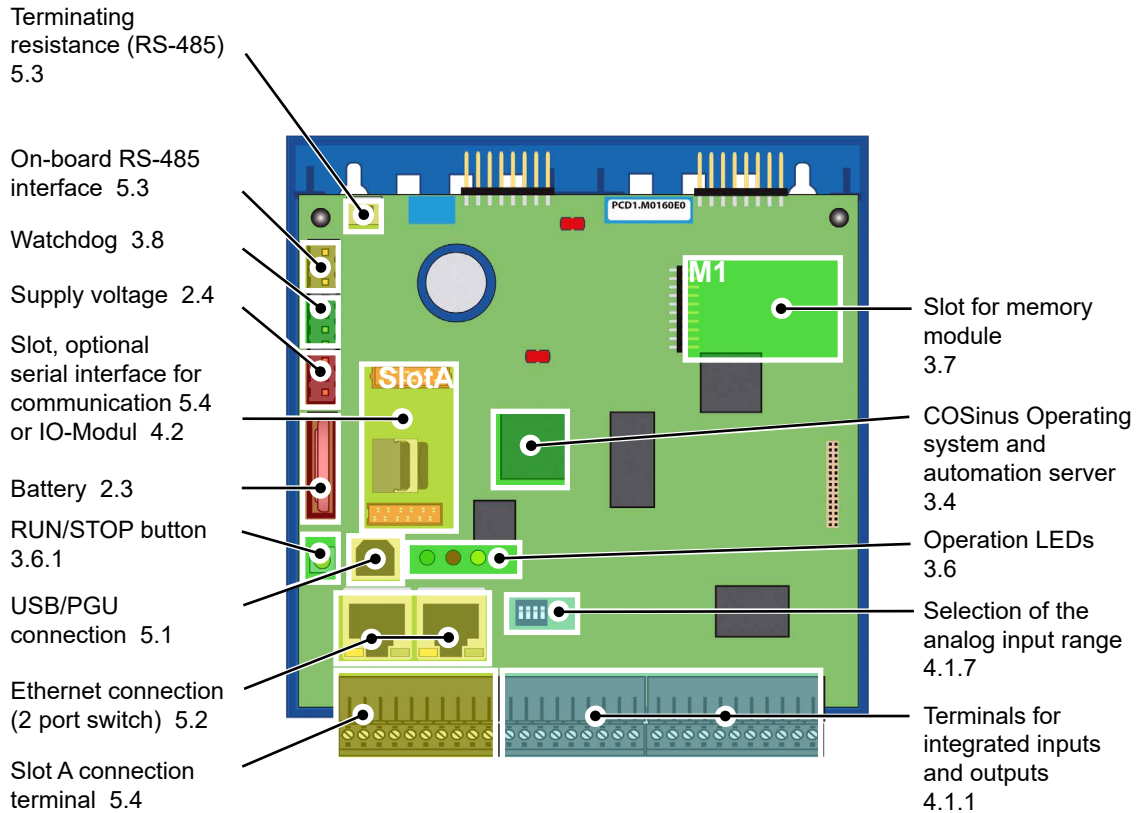 Terminating
resistance (RS-485)
5.3
On-board RS-485
interface 5.3
Watchdog 3.8
Supply voltage 2.4
Slot, optional
serial interface for
communication 5.4
or IO-Modul 4.2
Battery 2.3
RUN/STOP button
3.6.1
USB/PGU
connection 5.1
Ethernet connection
(2 port switch) 5.2
Slot A connection
terminal 5.4
PCD1.M0160E0
M1
SlotA
Slot for memory
module
3.7
COSinus Operating
system and
automation server
3.4
Operation LEDs
3.6
Selection of the
analog input range
4.1.7
Terminals for
integrated inputs
and outputs
4.1.1